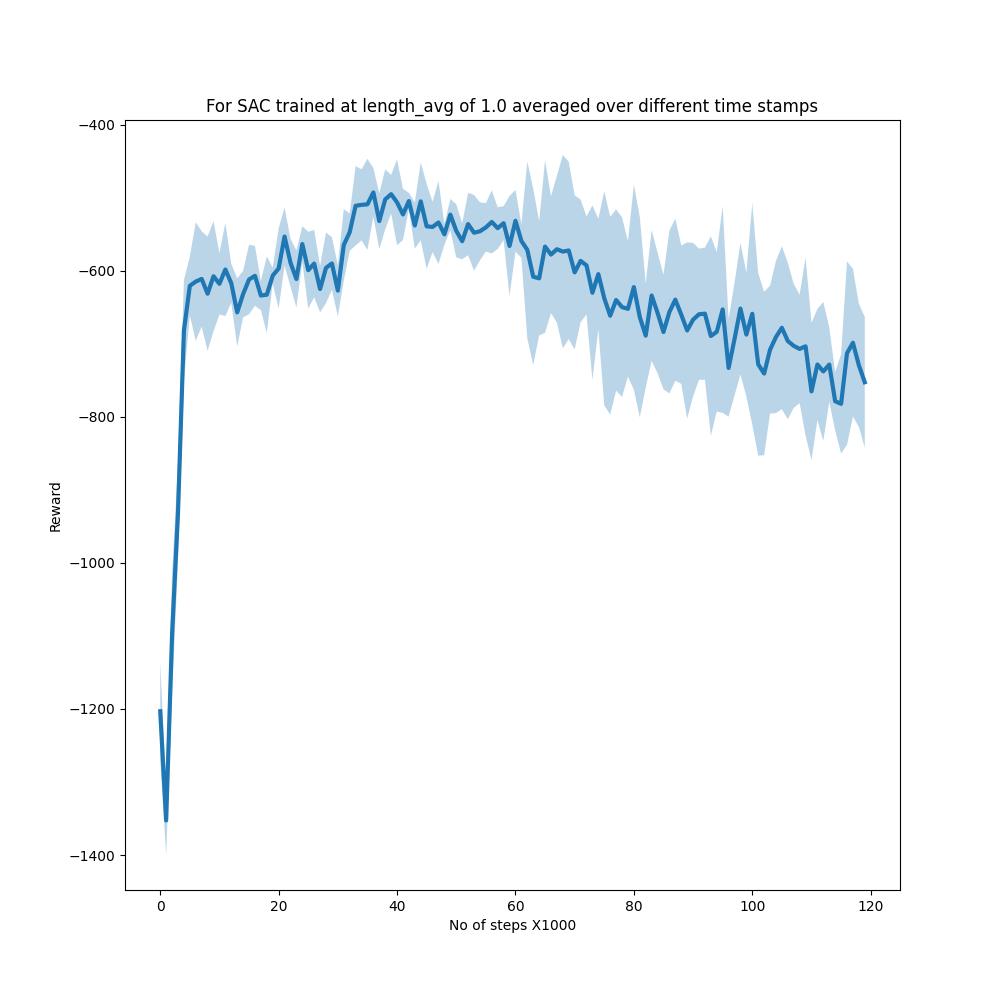 For SAC trained at length_avg of 1.0 averaged over different time stamps
−400
−600
−800
−1000
−1200
−1400
Reward
0 20 40 60 80 100 120
No of steps X1000